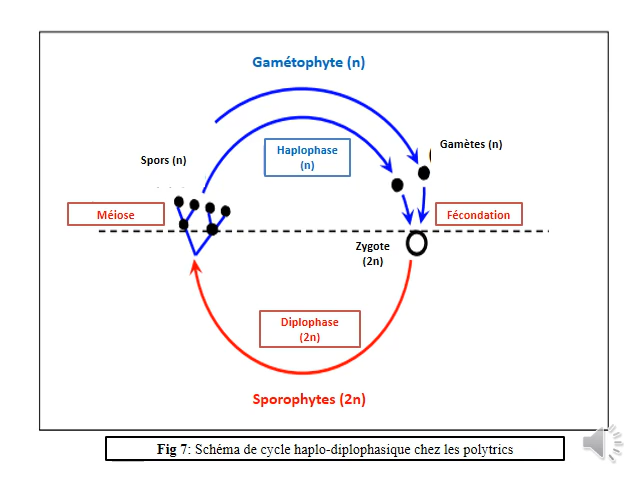 Gamétophyte (n)
Haplophase
(n)
Gamètes (n)
Spors (n)
Méiose
Fécondation
Zygote
(2n)
Diplophase
(2n)
Sporophytes (2n)
Fig 7: Schéma de cycle haplo-diplophasique chez les polytrics